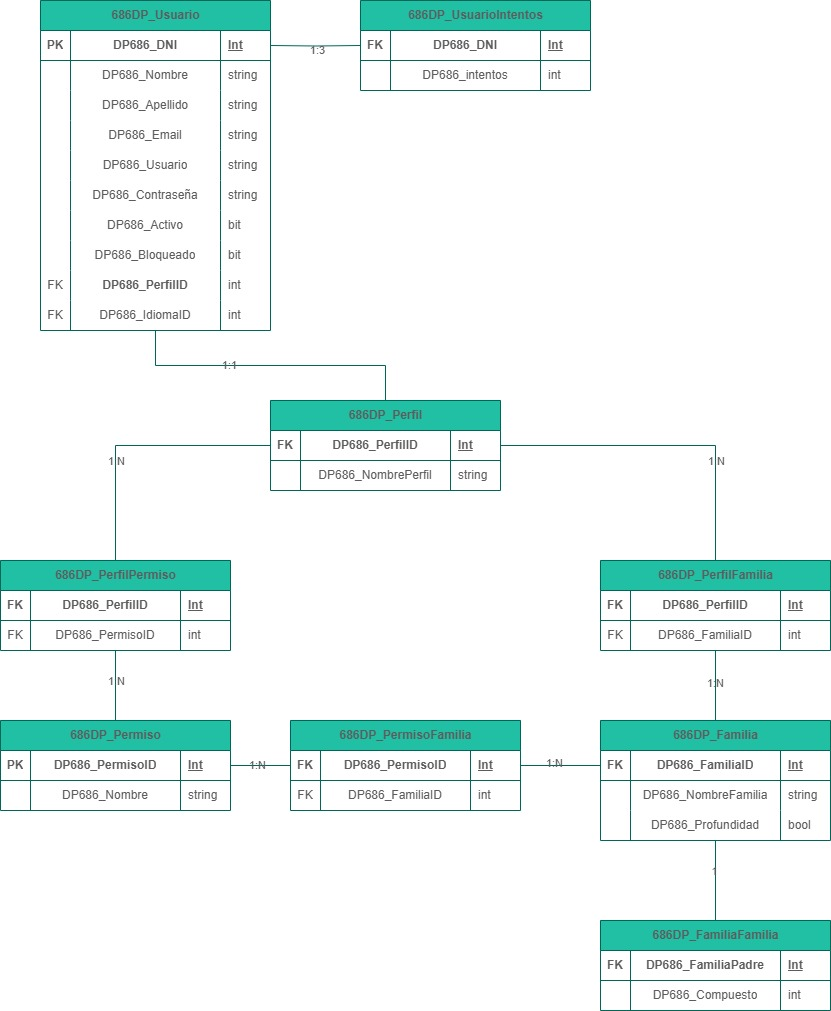 686DP_Usuario
PK DP686_DNI Int
DP686_Nombre string
DP686_Apellido string
DP686_Email string
DP686_Usuario string
DP686_Contraseña string
DP686_Activo bit
DP686_Bloqueado bit
FK DP686_PerfilID int
FK DP686_IdiomaID int
1:3
686DP_UsuarioIntentos
FK DP686_DNI Int
DP686_intentos int
1:1
686DP_Perfil
FK DP686_PerfilID Int
DP686_NombrePerfil string
1:N
1:N
686DP_PerfilPermiso
FK DP686_PerfilID Int
FK DP686_PermisoID int
686DP_PerfilFamilia
FK DP686_PerfilID Int
FK DP686_FamiliaID int
1:N
1:N
686DP_Permiso
PK DP686_PermisoID Int
DP686_Nombre string
1:N
686DP_PermisoFamilia
FK DP686_PermisoID Int
FK DP686_FamiliaID int
1:N
686DP_Familia
FK DP686_FamiliaID Int
DP686_NombreFamilia string
DP686_Profundidad bool
1
686DP_FamiliaFamilia
FK DP686_FamiliaPadre Int
DP686_Compuesto int